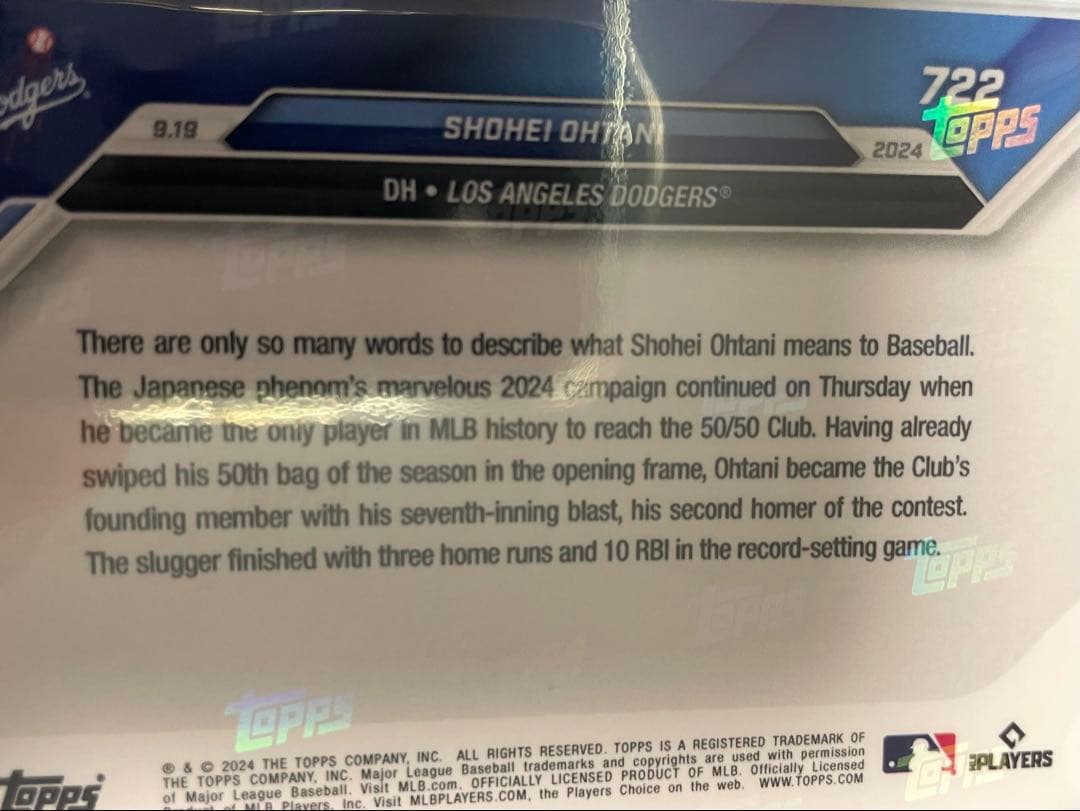 722
TOPPS
9.19
SHOHEI OHTANI
2024
DH • LOS ANGELES DODGERS®
There are only so many words to describe what Shohei Ohtani means to Baseball.
The Japanese phenom's marvelous 2024 campaign continued on Thursday when
he became the only player in MLB history to reach the 50/50 Club. Having already
swiped his 50th bag of the season in the opening frame, Ohtani became the Club's
founding member with his seventh-inning blast, his second homer of the contest.
The slugger finished with three home runs and 10 RBI in the record-setting game.
TOPPS
TOPPS
® & © 2024 THE TOPPS COMPANY, INC. ALL RIGHTS RESERVED. TOPPS IS A REGISTERED TRADEMARK OF
THE TOPPS COMPANY, INC. Major League Baseball trademarks and copyrights are used with permission
of Major League Baseball. Visit MLB.com. OFFICIALLY LICENSED PRODUCT OF MLB. Officially Licensed
of MLB Players, Inc. Visit MLBPLAYERS.COM, the Players Choice on the web. WWW.TOPPS.COM
TOPPS
PLAYERS